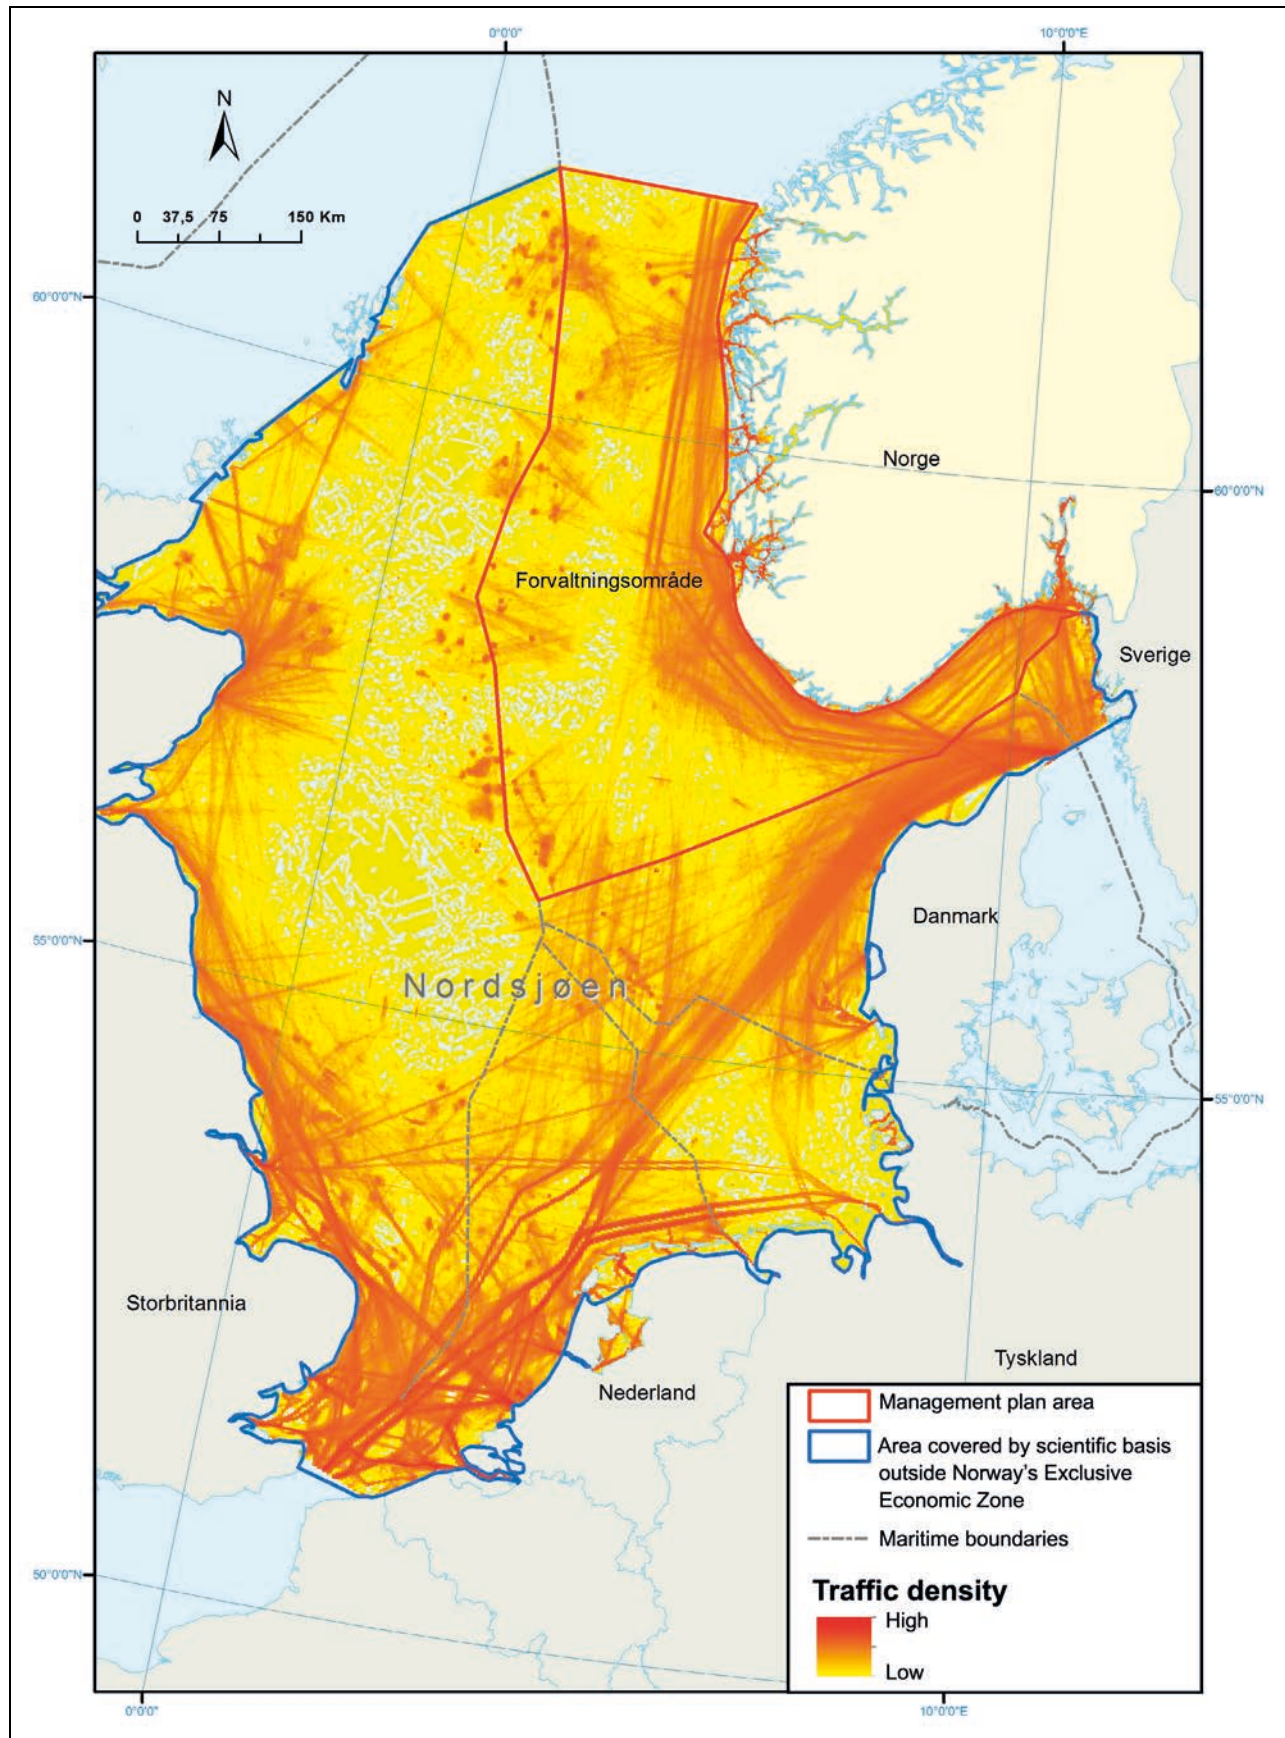 0°0'0"
10°0'0"E
N
0 37,5 75 150 Km
60°0'0"N
Norge
60°0'0"N
Forvaltningsområde
Sverige
Danmark
55°0'0"N
Nordsjøen
55°0'0"N
Storbritannia
Tyskland
Nederland
Management plan area
Area covered by scientific basis
outside Norway's Exclusive
Economic Zone
Maritime boundaries
50°0'0"N
Traffic density
High
Low
0°0'0"
10°0'0"E